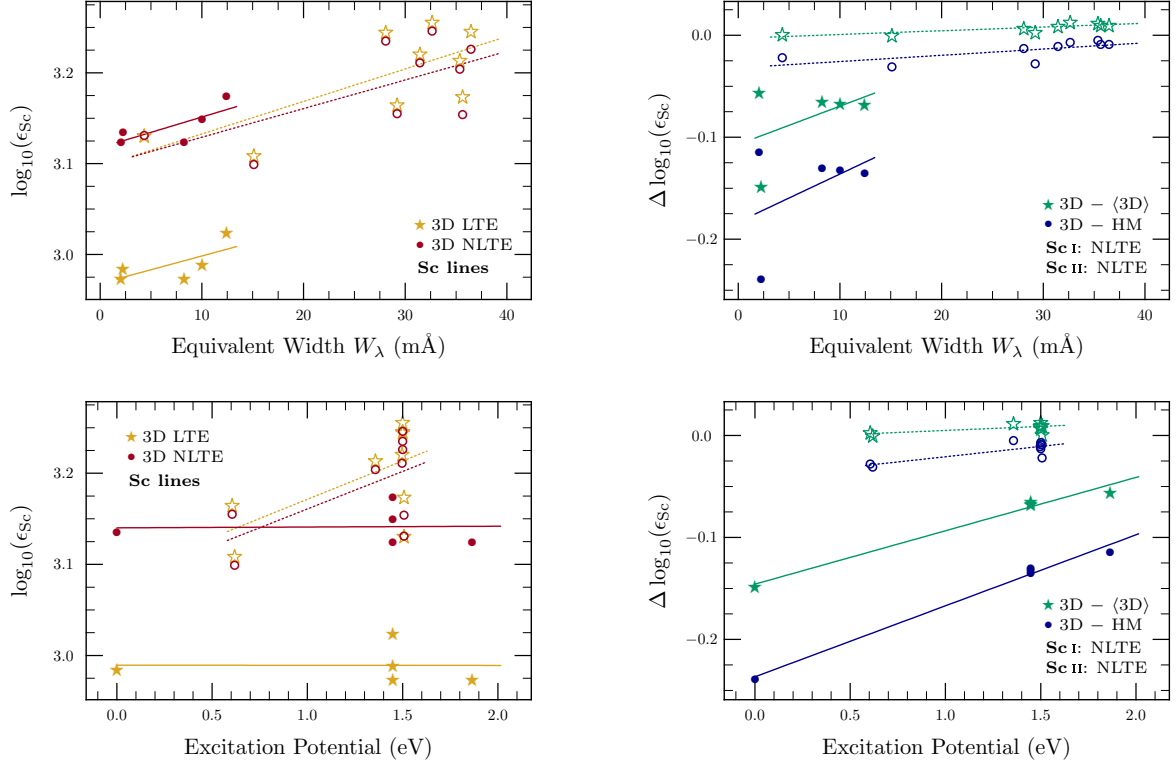 log₁₀(ϵSc)
3.2
3.1
3.0
0
10
20
30
40
Equivalent Width Wλ (mÅ)
3D LTE
3D NLTE
Sc lines
Δ log₁₀(ϵSc)
0.0
−0.1
−0.2
0
10
20
30
40
Equivalent Width Wλ (mÅ)
3D − ⟨3D⟩
3D − HM
Sc I: NLTE
Sc II: NLTE
log₁₀(ϵSc)
3.2
3.1
3.0
0.0
0.5
1.0
1.5
2.0
Excitation Potential (eV)
3D LTE
3D NLTE
Sc lines
Δ log₁₀(ϵSc)
0.0
−0.1
−0.2
0.0
0.5
1.0
1.5
2.0
Excitation Potential (eV)
3D − ⟨3D⟩
3D − HM
Sc I: NLTE
Sc II: NLTE